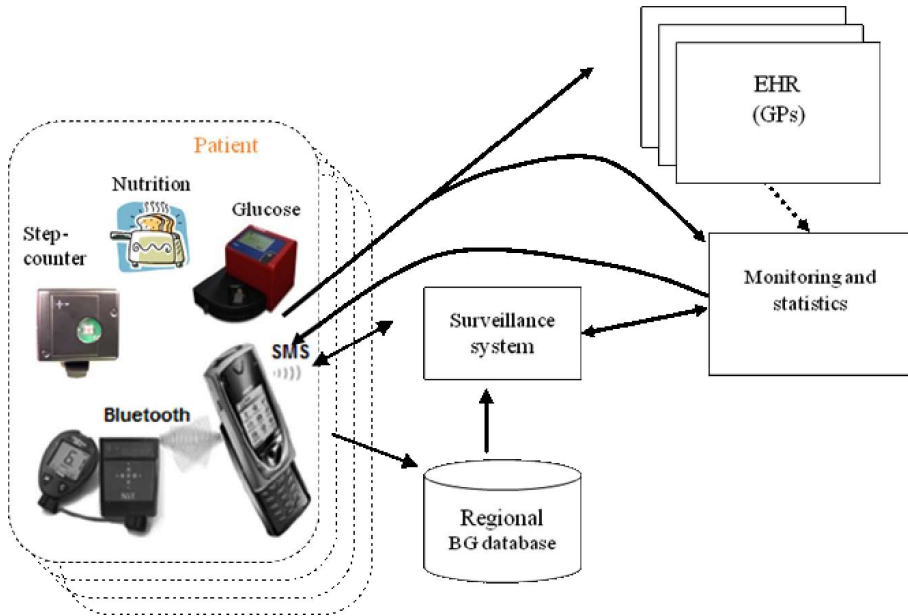 EHR
(GPs)
Patient
Nutrition
Glucose
Step-
counter
Monitoring and
statistics
Surveillance
system
SMS
Bluetooth
Regional
BG database